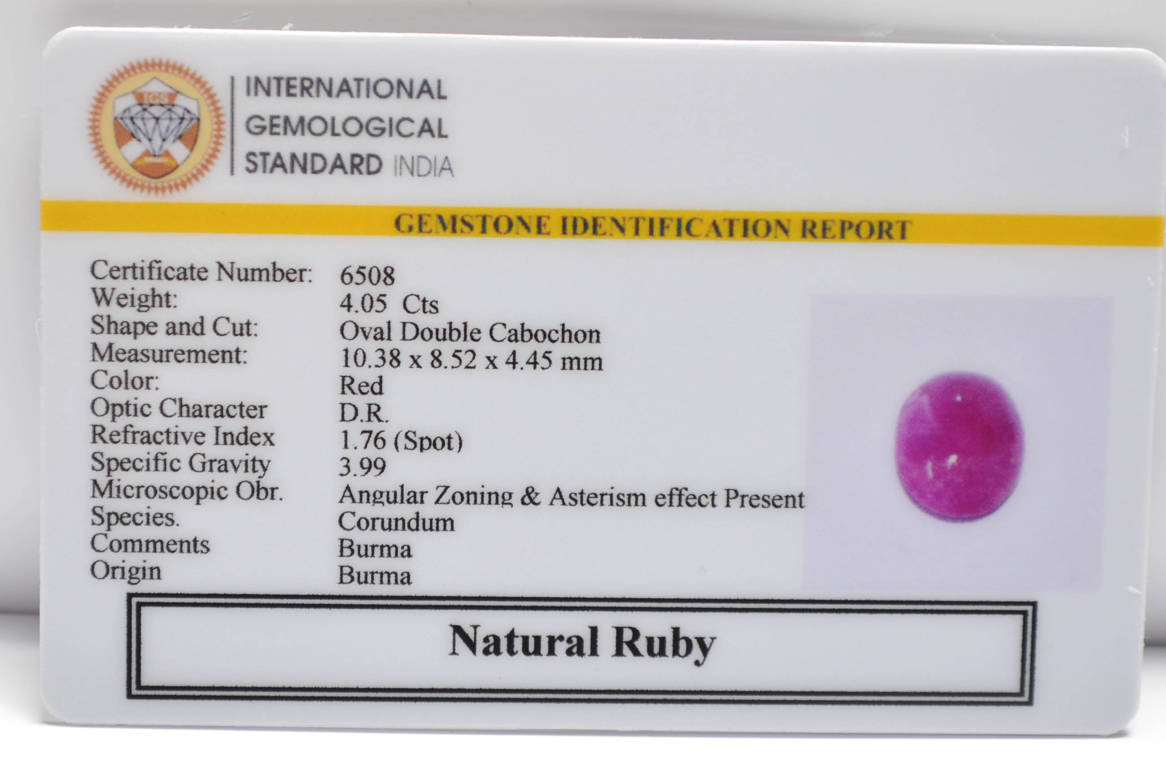 IGS
INTERNATIONAL
GEMOLOGICAL
STANDARD INDIA
GEMSTONE IDENTIFICATION REPORT
Certificate Number: 6508
Weight: 4.05 Cts
Shape and Cut: Oval Double Cabochon
Measurement: 10.38 x 8.52 x 4.45 mm
Color: Red
Optic Character D.R.
Refractive Index 1.76 (Spot)
Specific Gravity 3.99
Microscopic Obr. Angular Zoning & Asterism effect Present
Species. Corundum
Comments Burma
Origin Burma
Natural Ruby